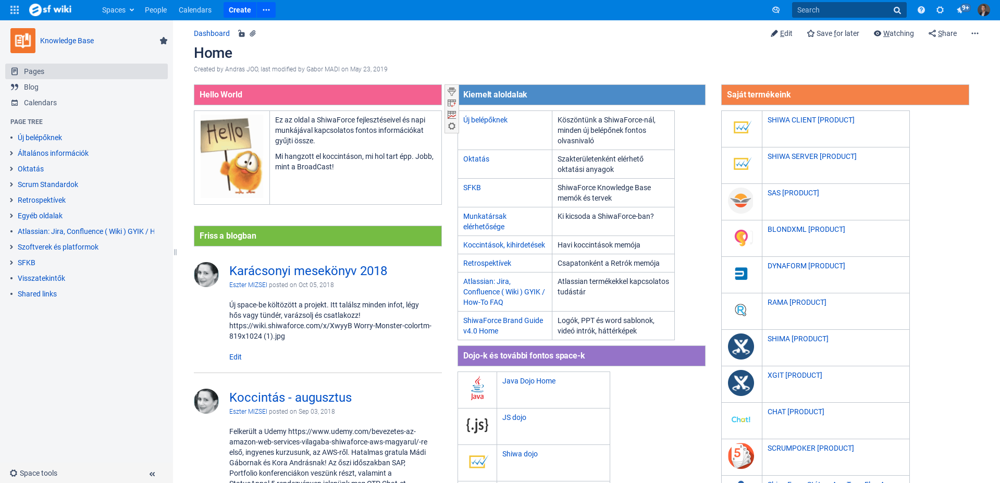 sf wiki
Spaces
People
Calendars
Create
Search
9+
Knowledge Base
Pages
Blog
Calendars
PAGE TREE
Új belépőknek
Általános információk
Oktatás
Scrum Standardok
Retrospektívek
Egyéb oldalak
Atlassian: Jira, Confluence ( Wiki ) GYIK / H
Szoftverek és platformok
SFKB
Visszatekintők
Shared links
Space tools
Dashboard
Edit
Save for later
Watching
Share
Home
Created by Andras JOO, last modified by Gabor MADI on May 23, 2019
Hello World
Hello
Ez az oldal a ShiwaForce fejlesztéseivel és napi
munkájával kapcsolatos fontos információkat
gyűjti össze.
Mi hangzott el koccintáson, mi hol tart épp. Jobb,
mint a BroadCast!
Friss a blogban
Karácsonyi mesekönyv 2018
Eszter MIZSEI posted on Oct 05, 2018
Új space-be költözött a projekt. Itt találsz minden infot, légy
hős vagy tündér, varázsolj és csatlakozz!
https://wiki.shiwaforce.com/x/XwyyB Worry-Monster-colortm-
819x1024 (1).jpg
Edit
Koccintás - augusztus
Eszter MIZSEI posted on Sep 03, 2018
Felkerült a Udemy https://www.udemy.com/bevezetes-az-
amazon-web-services-vilagaba-shiwaforce-aws-magyarul/-re
első, ingyenes kurzusunk, az AWS-ről. Hatalmas gratula Mádi
Gábornak és Kora Andrásnak! Az őszi időszakban SAP,
Portfolio konferenciákon veszünk részt, valamint a
Kiemelt aloldalak
Új belépőknek
Köszöntünk a ShiwaForce-nál,
minden új belépőnek fontos
olvasnivaló
Oktatás
Szakterületenként elérhető
oktatási anyagok
SFKB
ShiwaForce Knowledge Base
memók és tervek
Munkatársak
elérhetősége
Ki kicsoda a ShiwaForce-ban?
Koccintások, kihirdetések
Havi koccintások memója
Retrospektívek
Csapatonként a Retrók memója
Atlassian: Jira,
Confluence ( Wiki ) GYIK /
How-To FAQ
Atlassian termékekkel kapcsolatos
tudástár
ShiwaForce Brand Guide
v4.0 Home
Logók, PPT és word sablonok,
videó intrók, háttérképek
Dojo-k és további fontos space-k
Java
Java Dojo Home
{.js}
JS dojo
Shiwa dojo
Saját termékeink
SHIWA CLIENT [PRODUCT]
SHIWA SERVER [PRODUCT]
SAS [PRODUCT]
BLONDXML [PRODUCT]
DYNAFORM [PRODUCT]
R
RAMA [PRODUCT]
SHIMA [PRODUCT]
XGIT [PRODUCT]
Chat!
CHAT [PRODUCT]
5
SCRUMPOKER [PRODUCT]